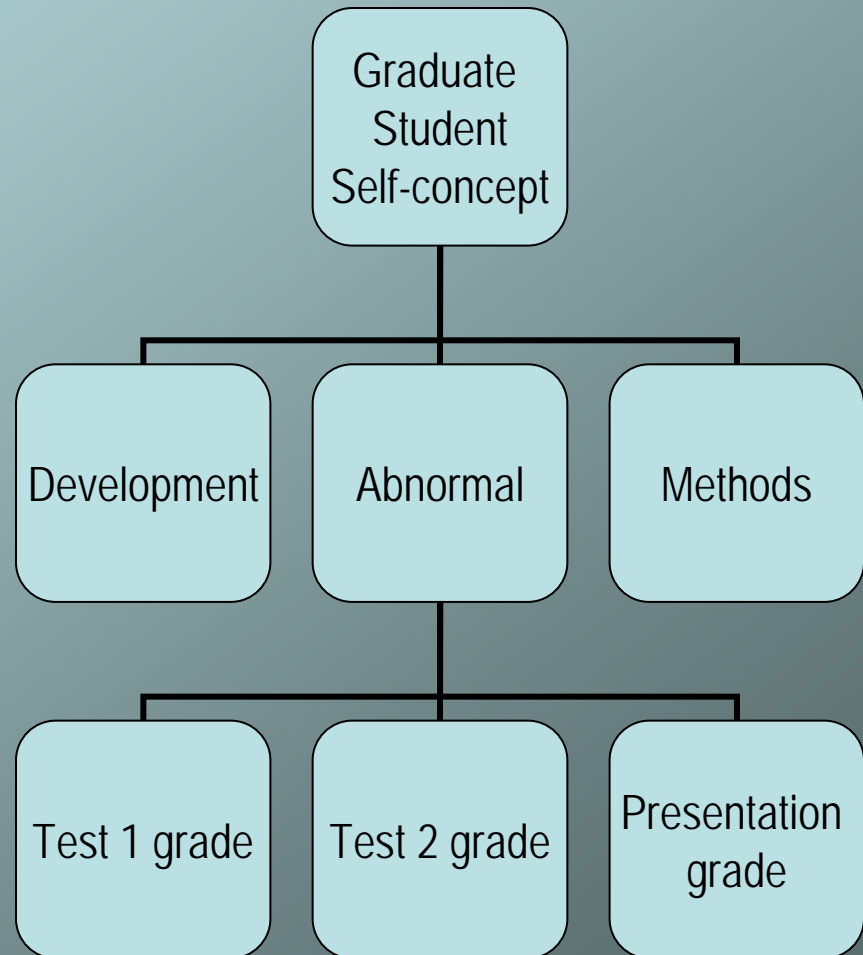 Graduate
Student
Self-concept
Development
Abnormal
Methods
Test 1 grade
Test 2 grade
Presentation
grade